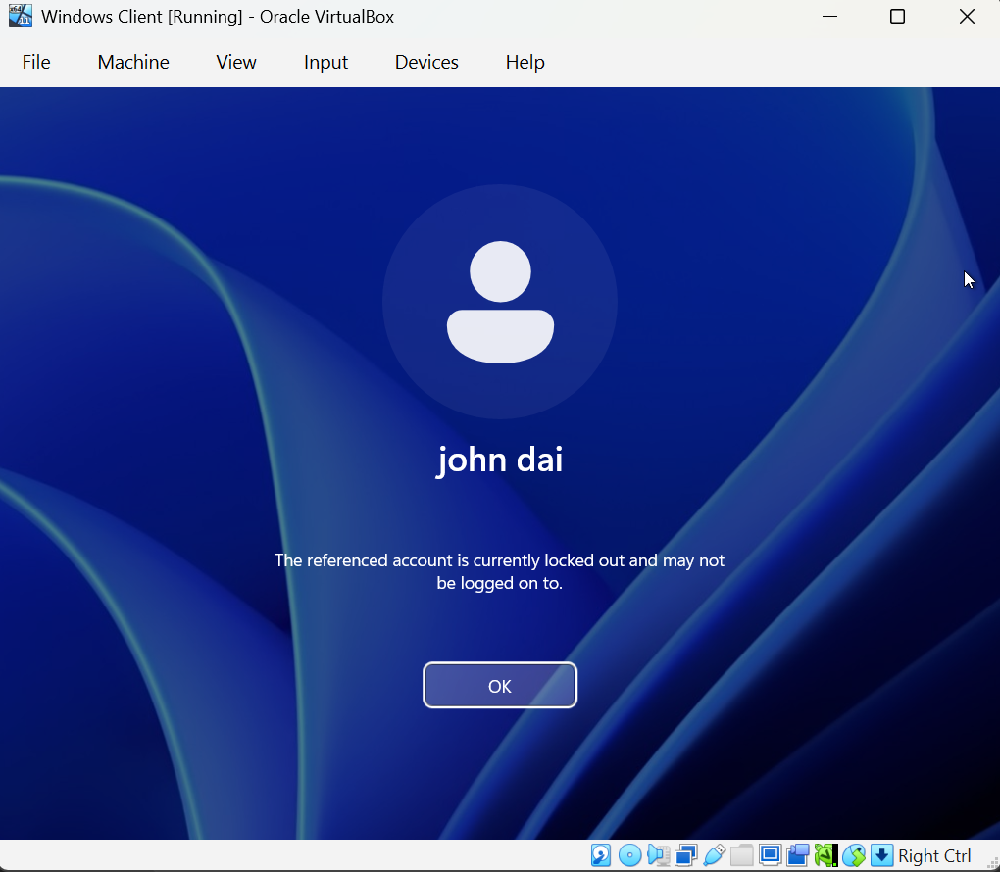 Windows Client [Running] - Oracle VirtualBox
File Machine View Input Devices Help
john dai
The referenced account is currently locked out and may not
be logged on to.
OK
Right Ctrl